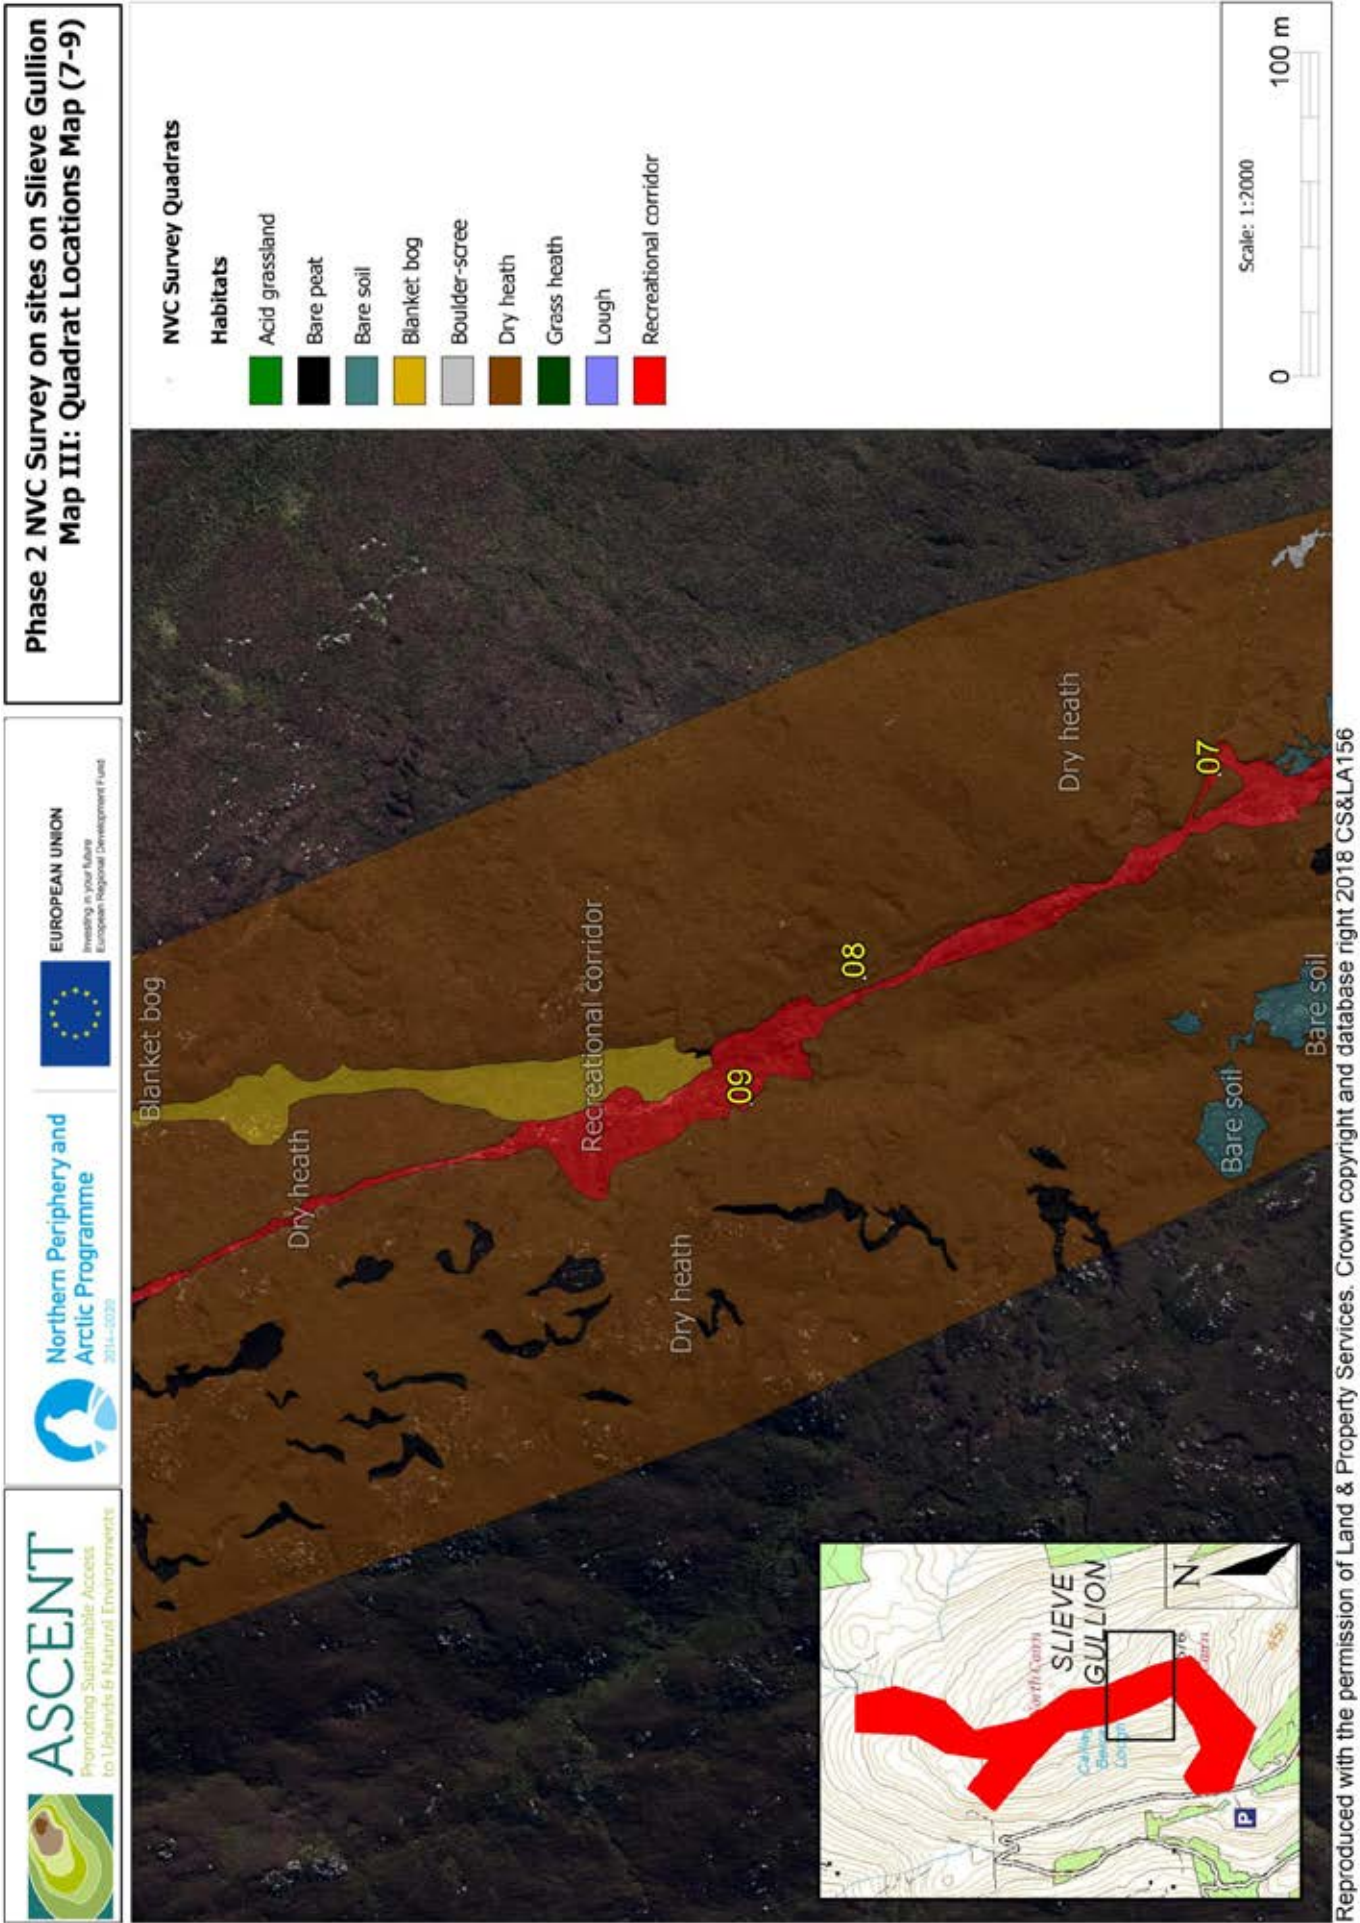 ASCENT
Promoting Sustainable Access
to Uplands & Natural Environments
Northern Periphery and
Arctic Programme
2014–2020
EUROPEAN UNION
Investing in your future
European Regional Development Fund
Phase 2 NVC Survey on sites on Slieve Gullion
Map III: Quadrat Locations Map (7-9)
NVC Survey Quadrats
Habitats
Acid grassland
Bare peat
Bare soil
Blanket bog
Boulder-scree
Dry heath
Grass heath
Lough
Recreational corridor
Scale: 1:2000
0
100 m
Blanket bog
Dry heath
Recreational corridor
Dry heath
09
08
Dry heath
07
Bare soil
Bare soil
SLIEVE
GULLION
Lough
N
P
Reproduced with the permission of Land & Property Services. Crown copyright and database right 2018 CS&LA156